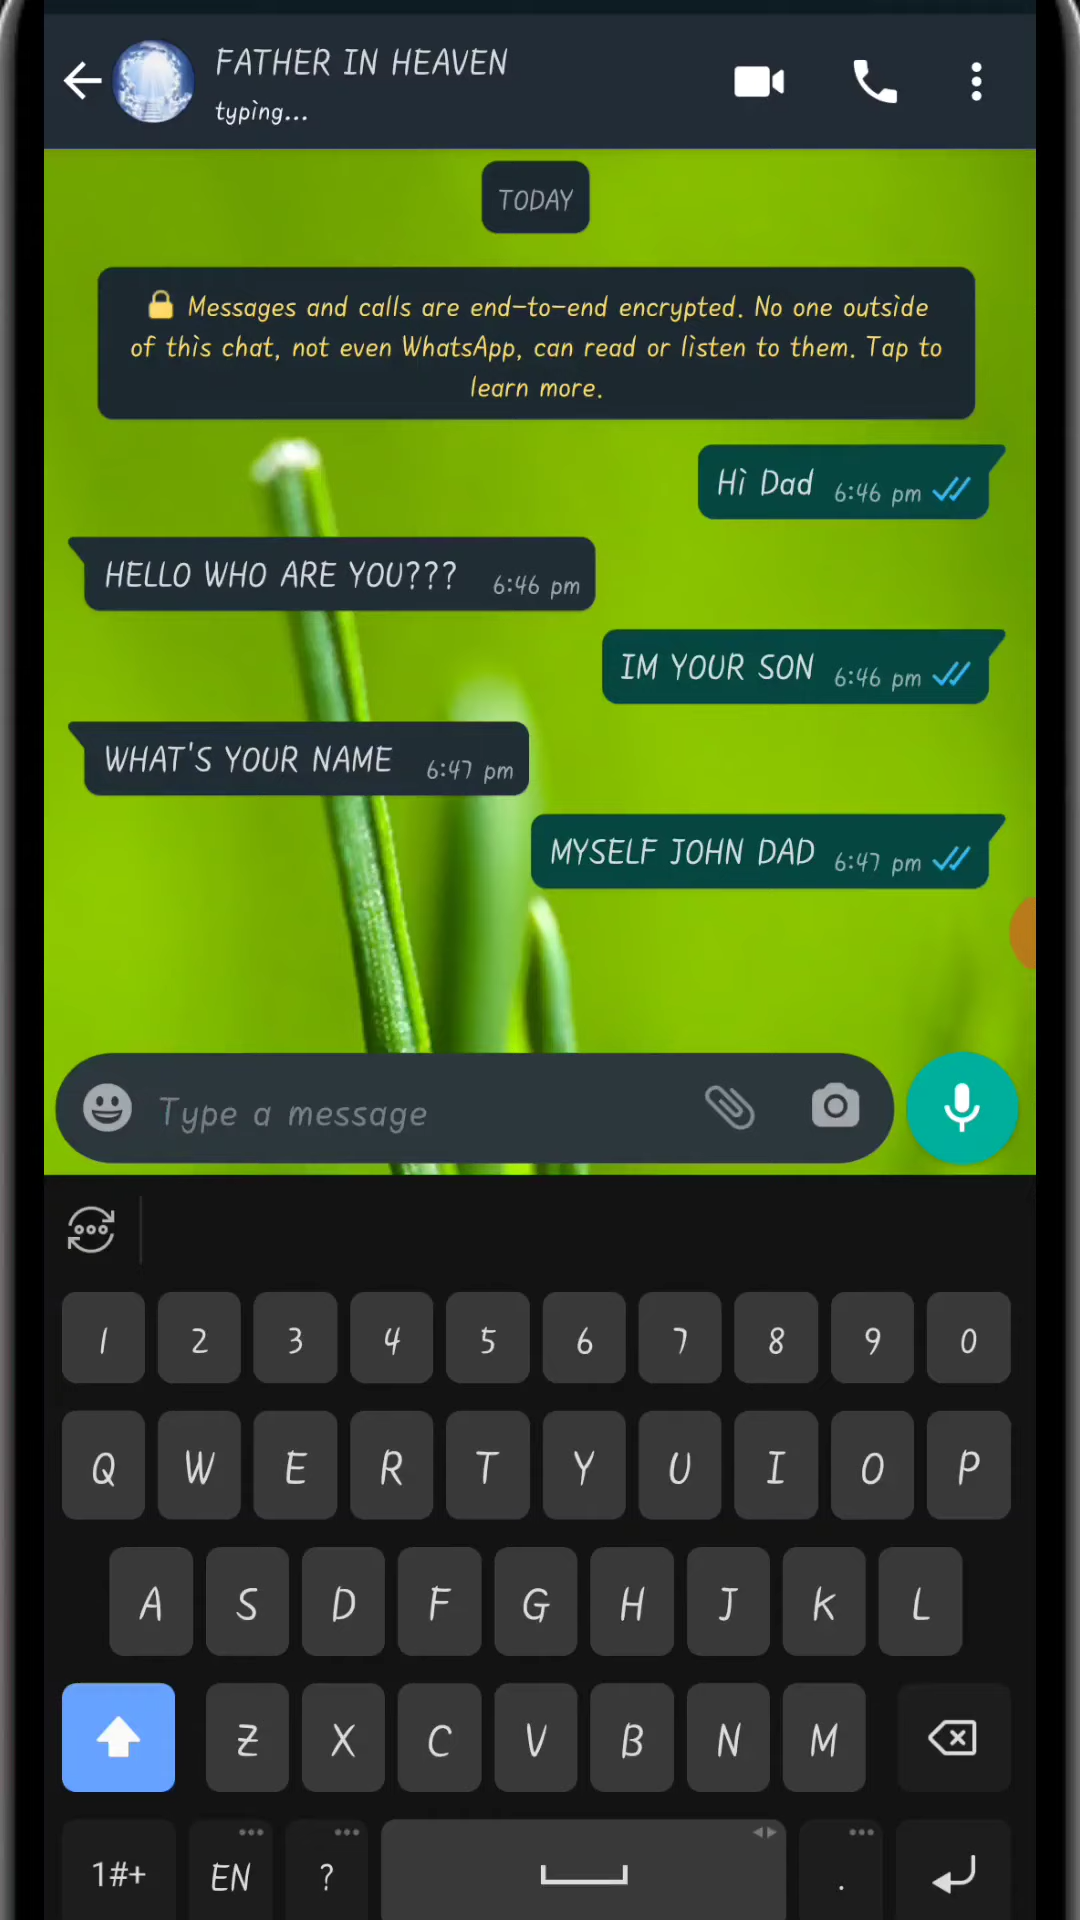 FATHER IN HEAVEN
typing...
TODAY
Messages and calls are end-to-end encrypted. No one outside
of this chat, not even WhatsApp, can read or listen to them. Tap to
learn more.
Hi Dad 6:46 pm
HELLO WHO ARE YOU??? 6:46 pm
IM YOUR SON 6:46 pm
WHAT'S YOUR NAME 6:47 pm
MYSELF JOHN DAD 6:47 pm
Type a message
1 2 3 4 5 6 7 8 9 0
Q W E R T Y U I O P
A S D F G H J K L
Z X C V B N M
1#+ EN ? .